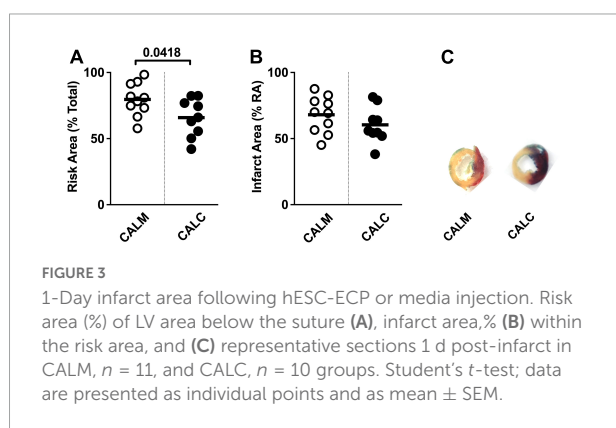 A
0.0418
100
50
0
Risk Area (% Total)
CALM
CALC
B
100
50
0
Infarct Area (% RA)
CALM
CALC
C
CALM
CALC
FIGURE 3
1-Day infarct area following hESC-ECP or media injection. Risk
area (%) of LV area below the suture (A), infarct area,% (B) within
the risk area, and (C) representative sections 1 d post-infarct in
CALM, n = 11, and CALC, n = 10 groups. Student's t-test; data
are presented as individual points and as mean ± SEM.